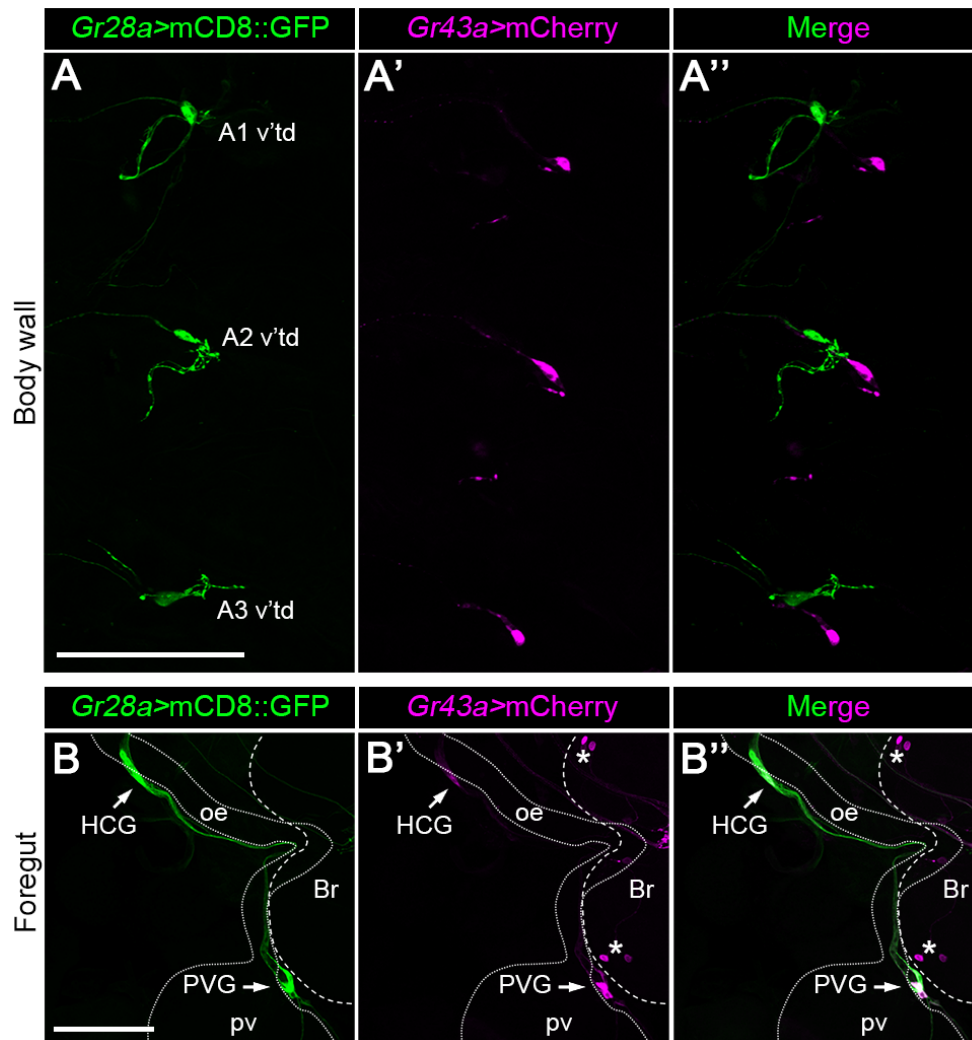 Gr28a>mCD8::GFP
Gr43a>mCherry
Merge
A
A'
A''
A1 v'td
A2 v'td
A3 v'td
Body wall
Gr28a>mCD8::GFP
Gr43a>mCherry
Merge
B
B'
B''
*
*
HCG
oe
HCG
oe
HCG
oe
Br
Br
Br
*
*
PVG
PVG
PVG
pv
pv
pv
Foregut